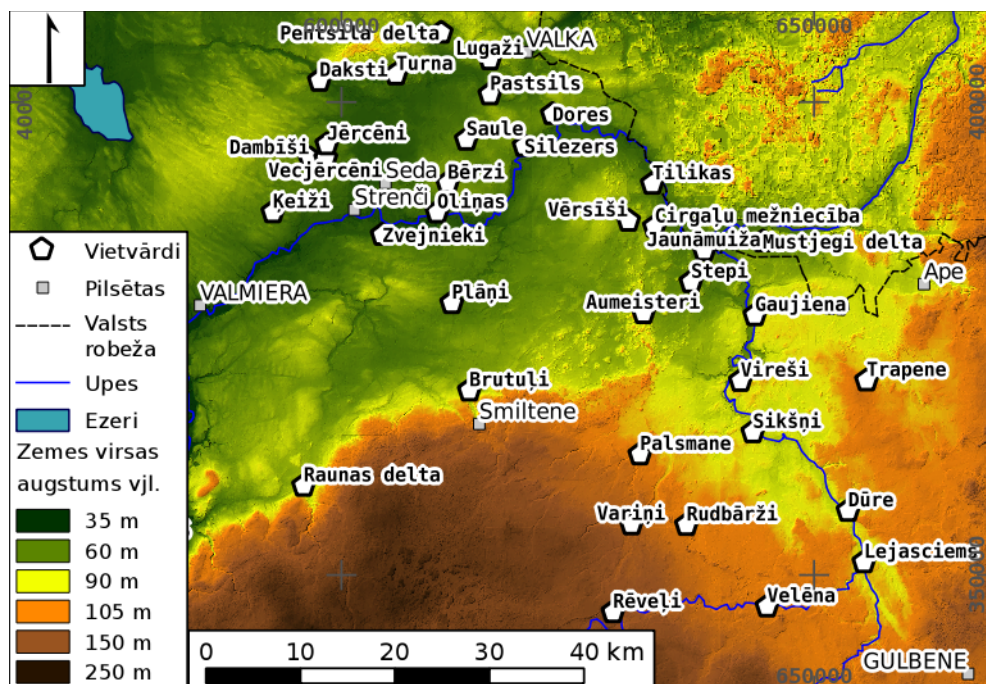 600000
650000
Pentsila delta
Lugaži
VALKA
Daksti
Turna
Pastsils
4000
400000
Dores
Jērcēni
Saule
Dambīši
Silezers
Vecjērcēni
Seda
Bērzi
Tilikas
Ķeiži
Strenči
Oliņas
Vērsīši
Cirgaļu mežniecība
Zvejnieki
Jaunāmuiža
Mustjegi delta
Vietvārdi
Stepi
Ape
Pilsētas
VALMIERA
Plāņi
Aumeisteri
Gaujiena
Valsts
robeža
Upes
Brutuļi
Vireši
Trapene
Ezeri
Smiltene
Sikšņi
Zemes virsas
augstums vjl.
Palsmane
Raunas delta
35 m
Variņi
Rudbārži
Dūre
60 m
Lejasciems
90 m
350000
105 m
Rēveļi
Velēna
150 m
0 10 20 30 40 km
250 m
650000
GULBENE